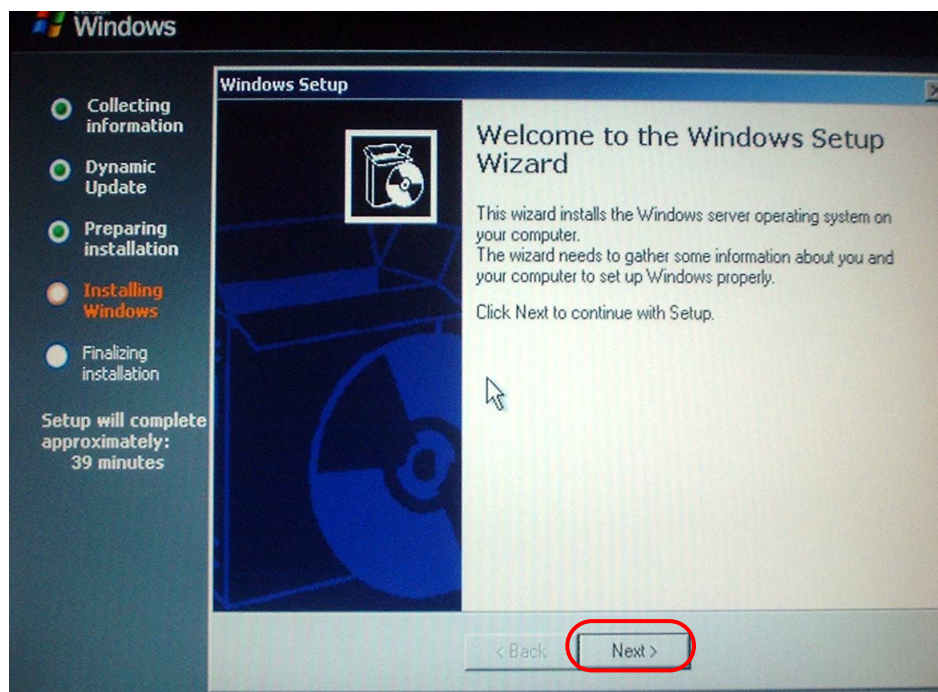 Windows
Windows Setup
Collecting
information
Dynamic
Update
Preparing
installation
Installing
Windows
Finalizing
installation
Setup will complete
approximately:
39 minutes
Welcome to the Windows Setup
Wizard
This wizard installs the Windows server operating system on
your computer.
The wizard needs to gather some information about you and
your computer to set up Windows properly.
Click Next to continue with Setup.
< Back
Next >